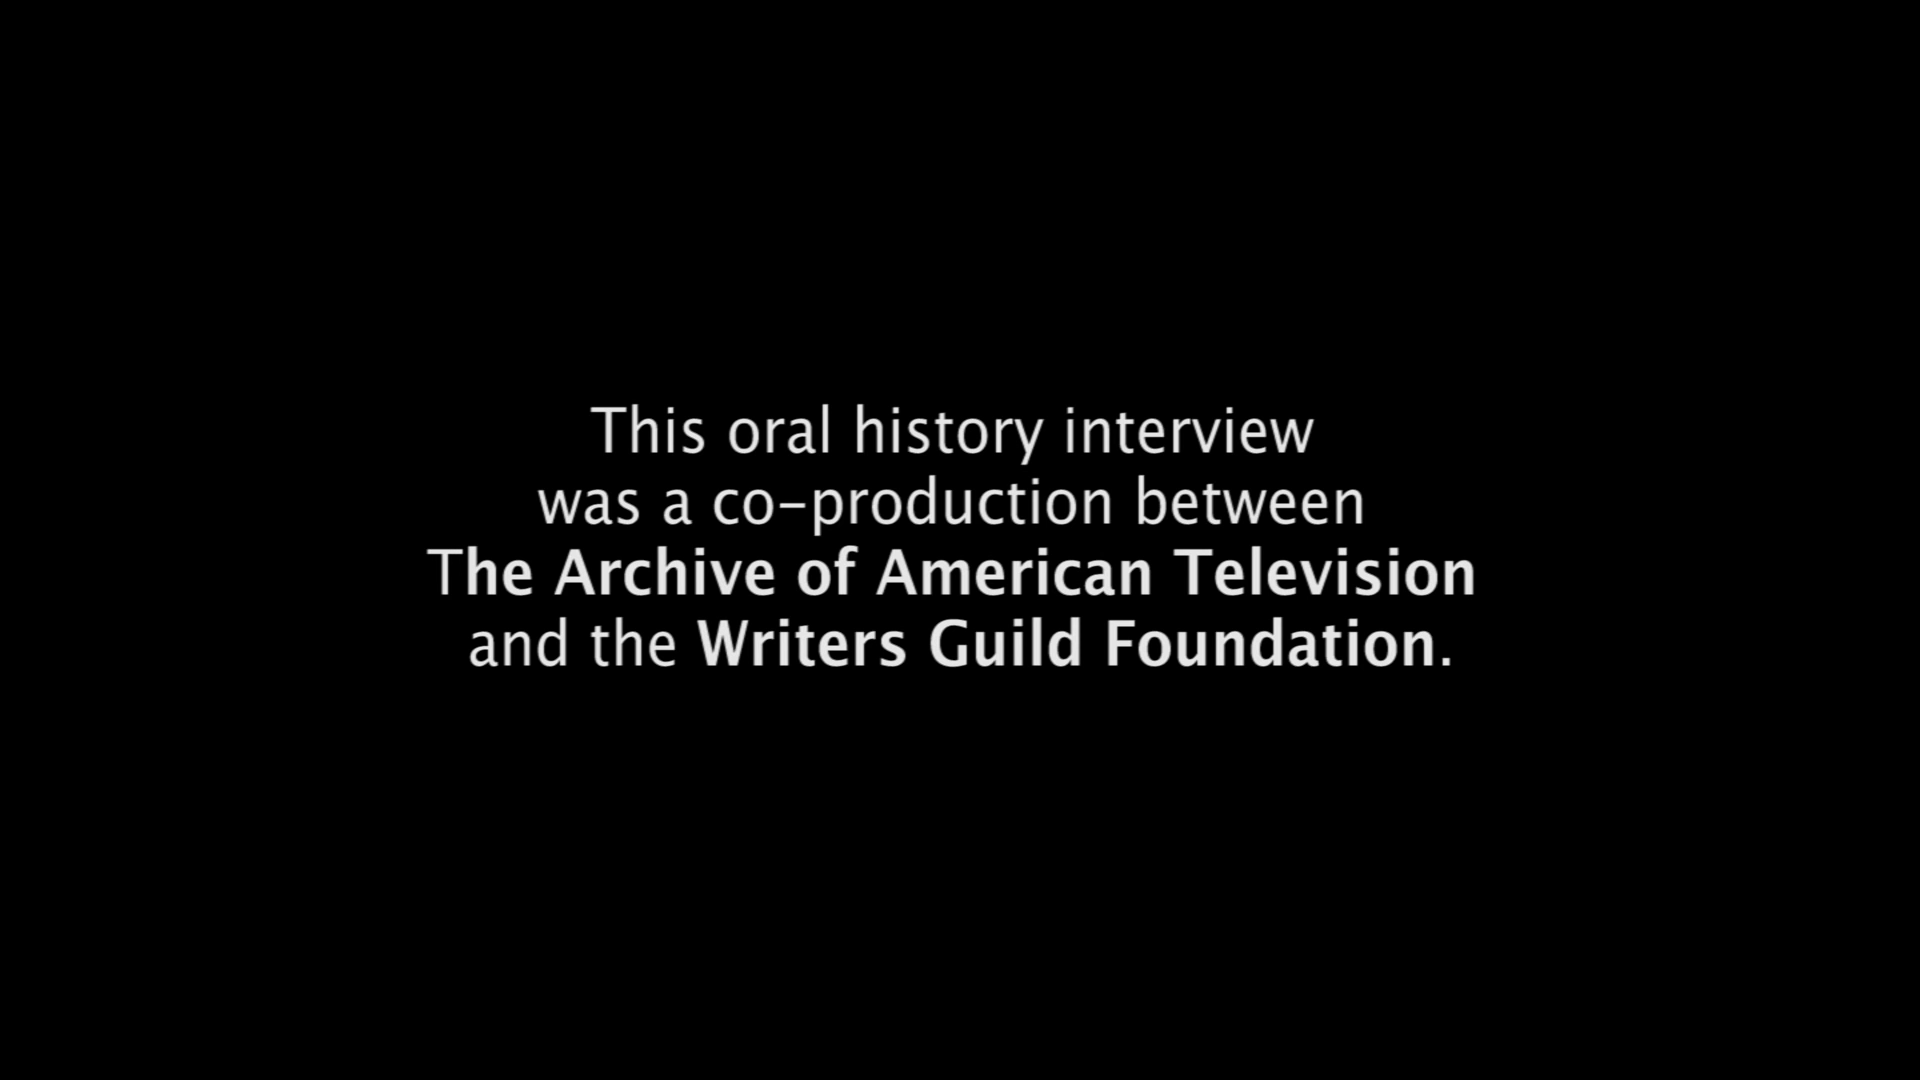 This oral history interview
was a co-production between
The Archive of American Television
and the Writers Guild Foundation.